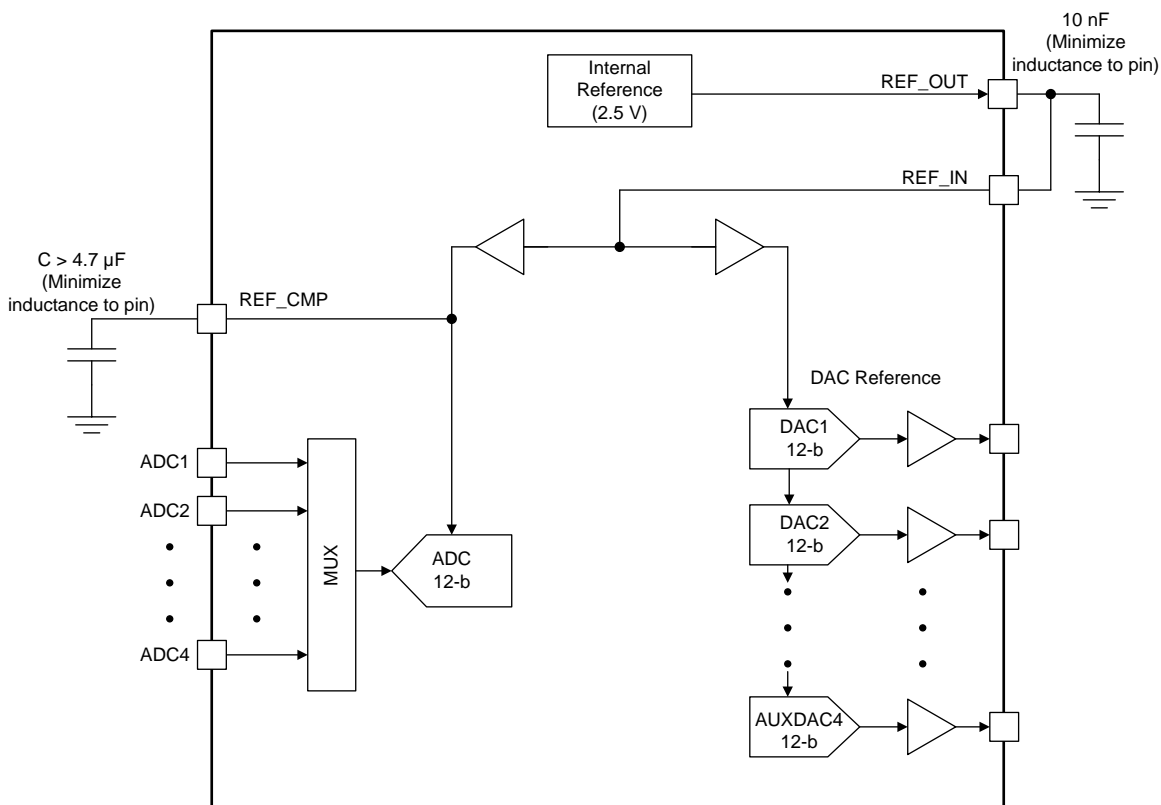 10 nF
(Minimize
inductance to pin)
Internal
Reference
(2.5 V)
REF_OUT
REF_IN
C > 4.7 µF
(Minimize
inductance to pin)
REF_CMP
DAC Reference
DAC1
12-b
ADC1
ADC2
DAC2
12-b
MUX
ADC
12-b
ADC4
AUXDAC4
12-b